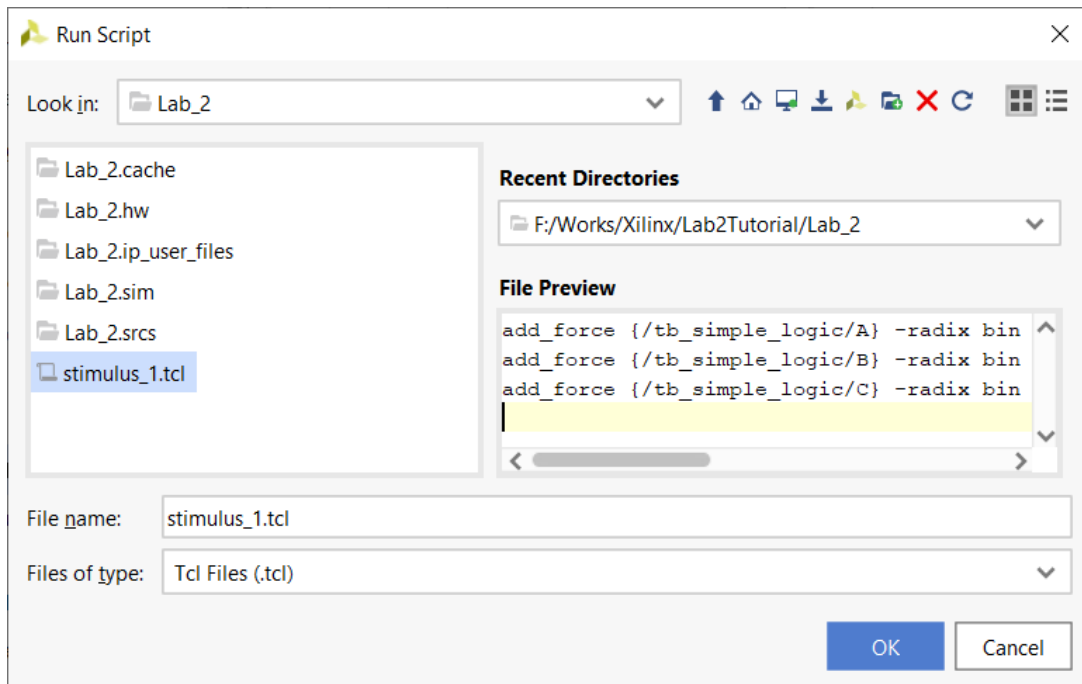 Run Script
Look in: Lab_2
Lab_2.cache
Lab_2.hw
Lab_2.ip_user_files
Lab_2.sim
Lab_2.srcs
stimulus_1.tcl
Recent Directories
F:/Works/Xilinx/Lab2Tutorial/Lab_2
File Preview
add_force {/tb_simple_logic/A} -radix bin
add_force {/tb_simple_logic/B} -radix bin
add_force {/tb_simple_logic/C} -radix bin
File name: stimulus_1.tcl
Files of type: Tcl Files (.tcl)
OK Cancel